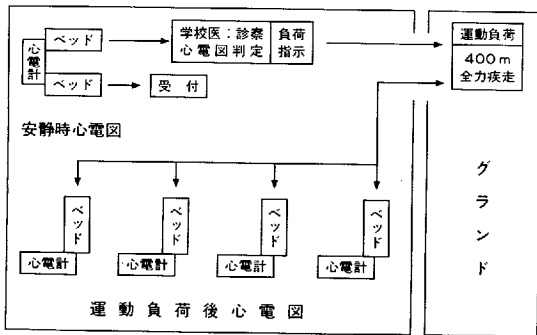 ベッド
心電計
ベッド
学校医：診察
心電図判定
負荷
指示
受付
運動負荷
400m
全力疾走
安静時心電図
グランド
ベッド
心電計
ベッド
心電計
ベッド
心電計
ベッド
心電計
運動負荷後心電図